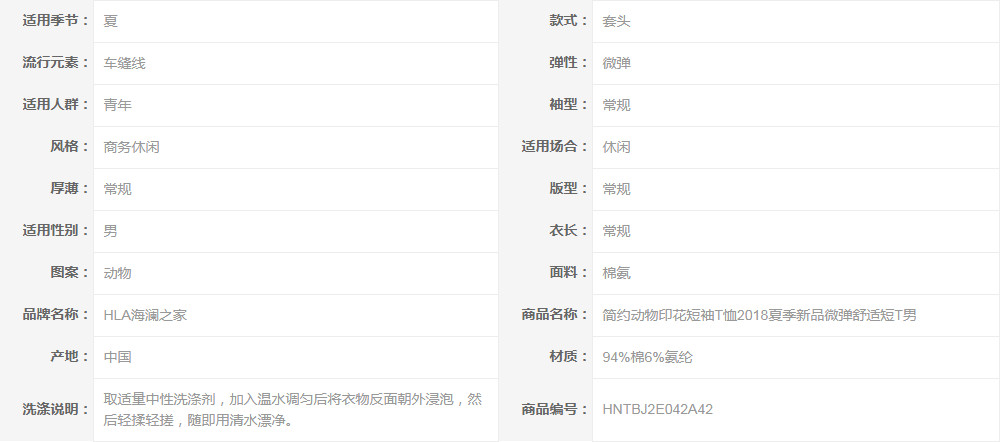 适用季节： 夏 款式： 套头
流行元素： 车缝线 弹性： 微弹
适用人群： 青年 袖型： 常规
风格： 商务休闲 适用场合： 休闲
厚薄： 常规 版型： 常规
适用性别： 男 衣长： 常规
图案： 动物 面料： 棉氨
品牌名称： HLA海澜之家 商品名称： 简约动物印花短袖T恤2018夏季新品微弹舒适短T男
产地： 中国 材质： 94%棉6%氨纶
洗涤说明： 取适量中性洗涤剂，加入温水调匀后将衣物反面朝外浸泡，然
后轻揉轻搓，随即用清水漂净。
商品编号： HNTBJ2E042A42